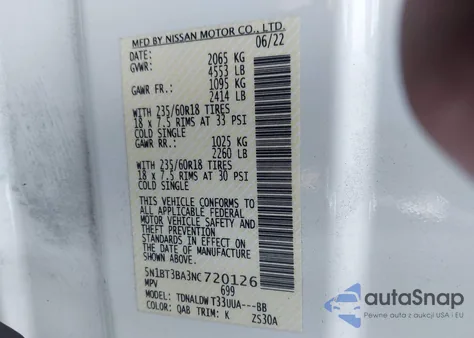 MFD BY NISSAN MOTOR CO., LTD.
DATE: 06/22
GVWR: 2065 KG
4553 LB
GAWR FR.: 1095 KG
2414 LB
WITH 235/60R18 TIRES
18 x 7.5 RIMS AT 33 PSI
COLD SINGLE
GAWR RR.: 1025 KG
2260 LB
WITH 235/60R18 TIRES
18 x 7.5 RIMS AT 30 PSI
COLD SINGLE
THIS VEHICLE CONFORMS TO
ALL APPLICABLE FEDERAL
MOTOR VEHICLE SAFETY AND
THEFT PREVENTION
STANDARDS IN EFFECT ON
THE DATE OF MANUFACTURE
SHOWN ABOVE.
5N1BT3BA3NC720126
MPV 699
MODEL: TDNALDW T33UUA---BB
COLOR: QAB TRIM: K ZS30A
autoSnap
Pewne aukcje z USA